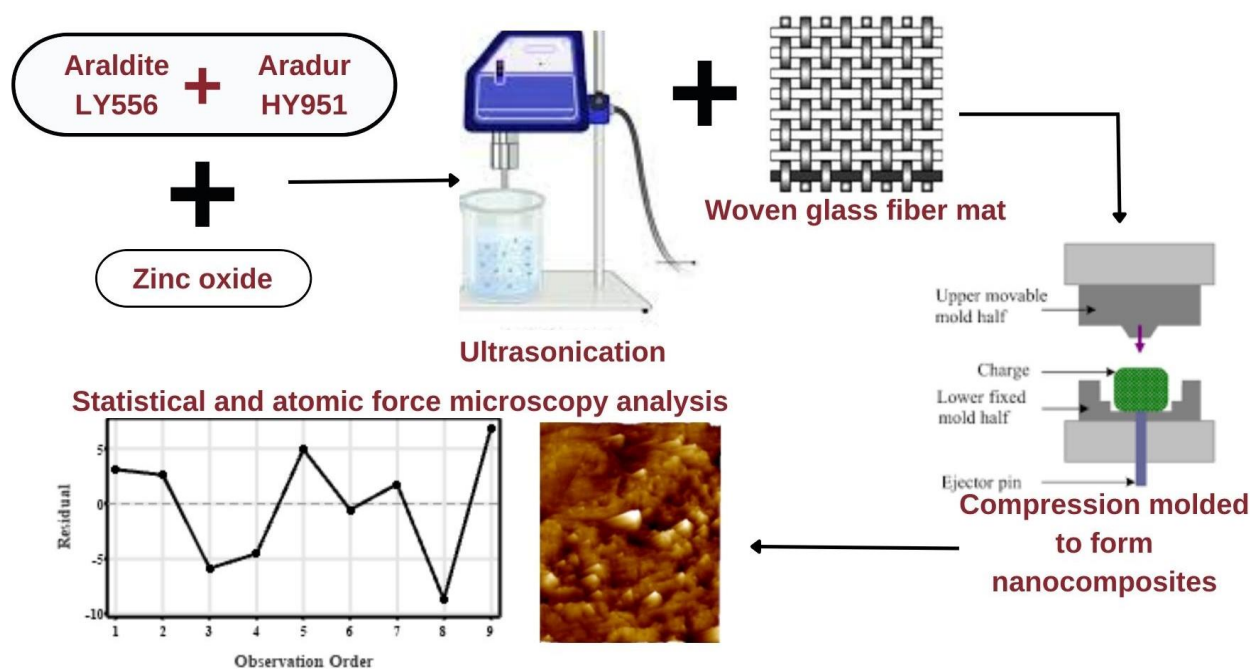 Araldite
LY556
+
Aradur
HY951
+
Zinc oxide
Ultrasonication
+
Woven glass fiber mat
Upper movable
mold half
Charge
Lower fixed
mold half
Ejector pin
Compression molded
to form
nanocomposites
Statistical and atomic force microscopy analysis
Residual
5
0
-5
-10
1 2 3 4 5 6 7 8 9
Observation Order